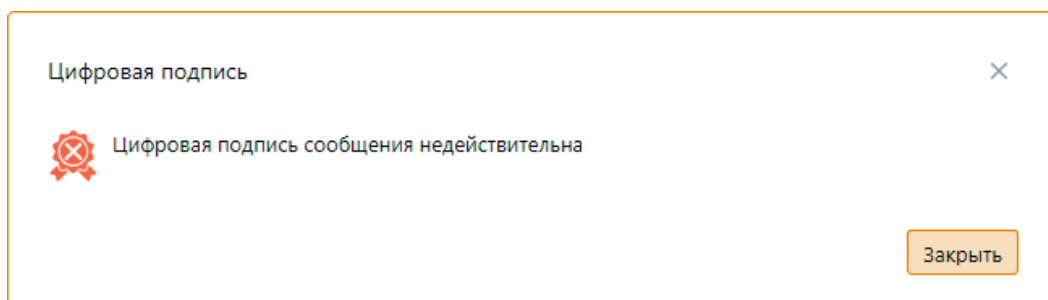 Цифровая подпись
Цифровая подпись сообщения недействительна
Закрыть